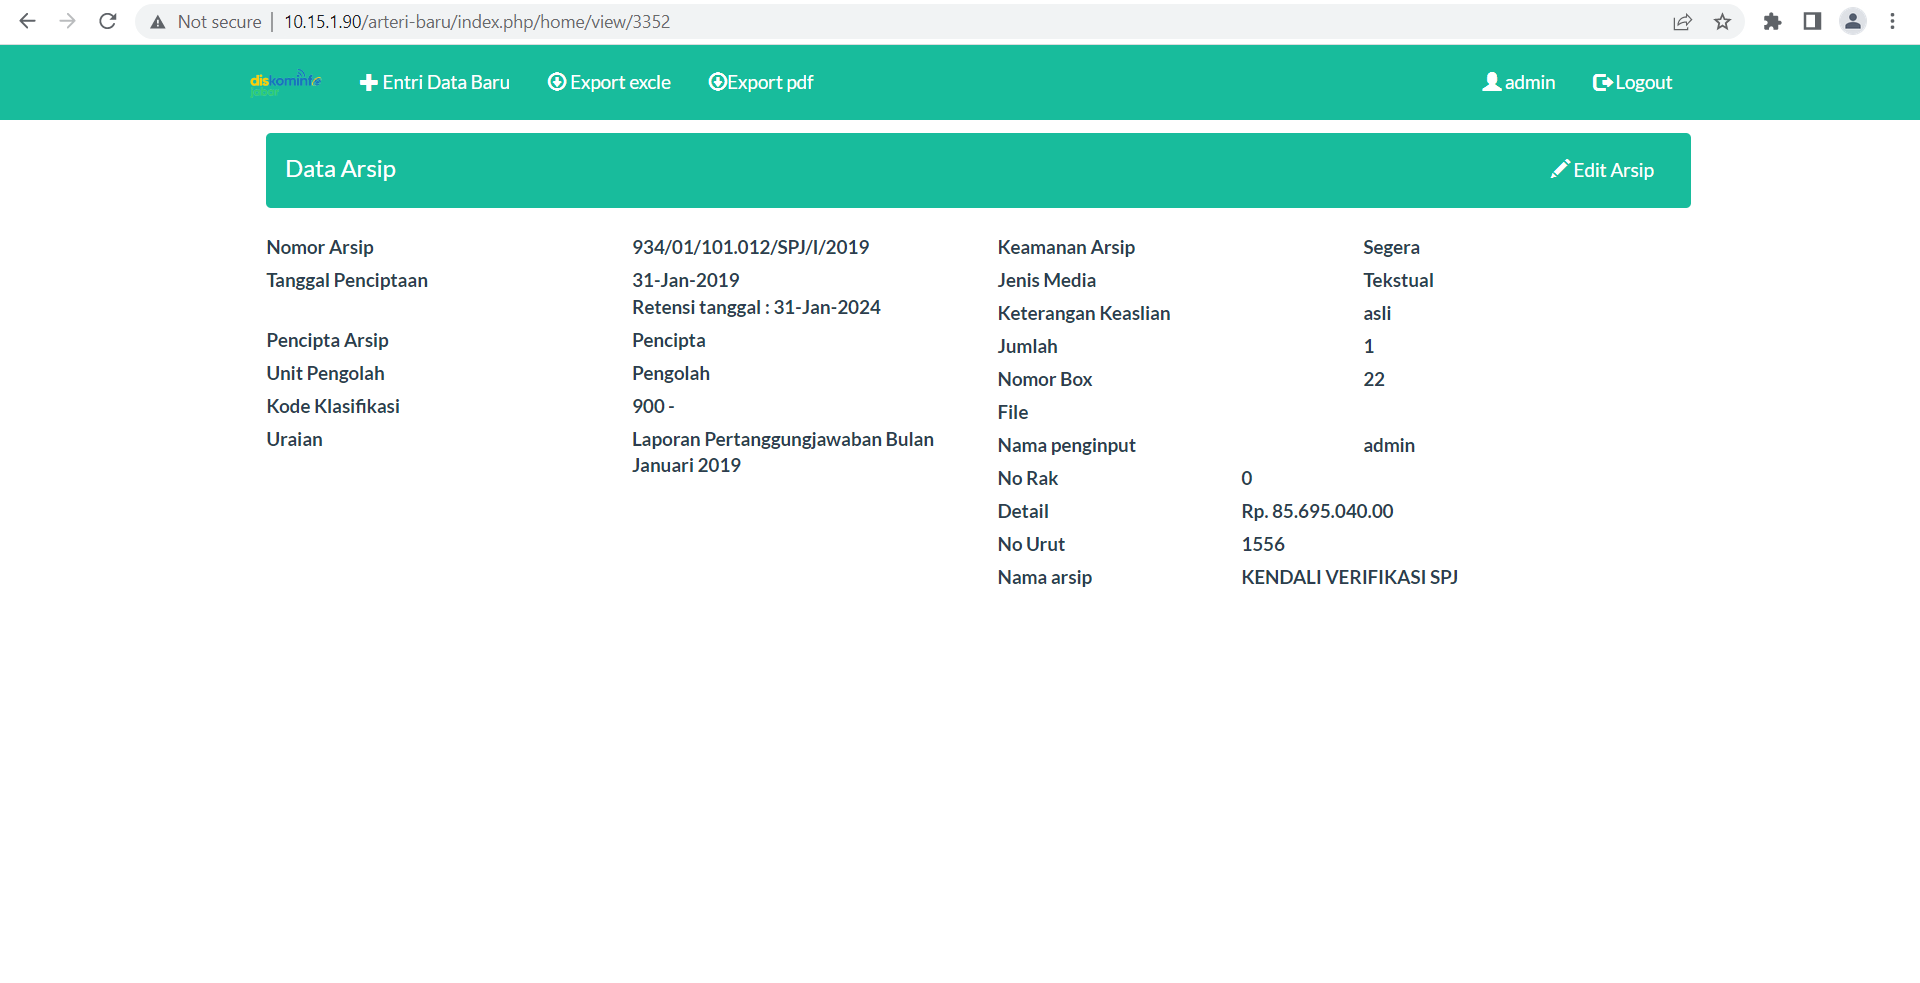 Not secure | 10.15.1.90/arteri-baru/index.php/home/view/3352
diskominfo
jabar
Entri Data Baru
Export excle
Export pdf
admin
Logout
Data Arsip
Edit Arsip
Nomor Arsip 934/01/101.012/SPJ/I/2019
Tanggal Penciptaan 31-Jan-2019
Retensi tanggal : 31-Jan-2024
Pencipta Arsip Pencipta
Unit Pengolah Pengolah
Kode Klasifikasi 900 -
Uraian Laporan Pertanggungjawaban Bulan
Januari 2019
Keamanan Arsip Segera
Jenis Media Tekstual
Keterangan Keaslian asli
Jumlah 1
Nomor Box 22
File
Nama penginput admin
No Rak 0
Detail Rp. 85.695.040.00
No Urut 1556
Nama arsip KENDALI VERIFIKASI SPJ